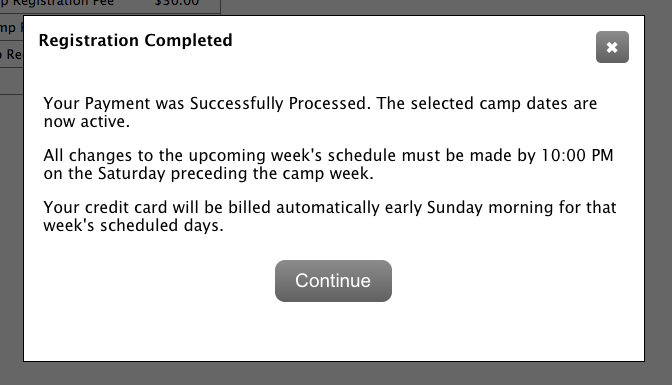 p Registration Fee $30.00
mp
Registration Completed
Re
Your Payment was Successfully Processed. The selected camp dates are
now active.
All changes to the upcoming week's schedule must be made by 10:00 PM
on the Saturday preceding the camp week.
Your credit card will be billed automatically early Sunday morning for that
week's scheduled days.
Continue